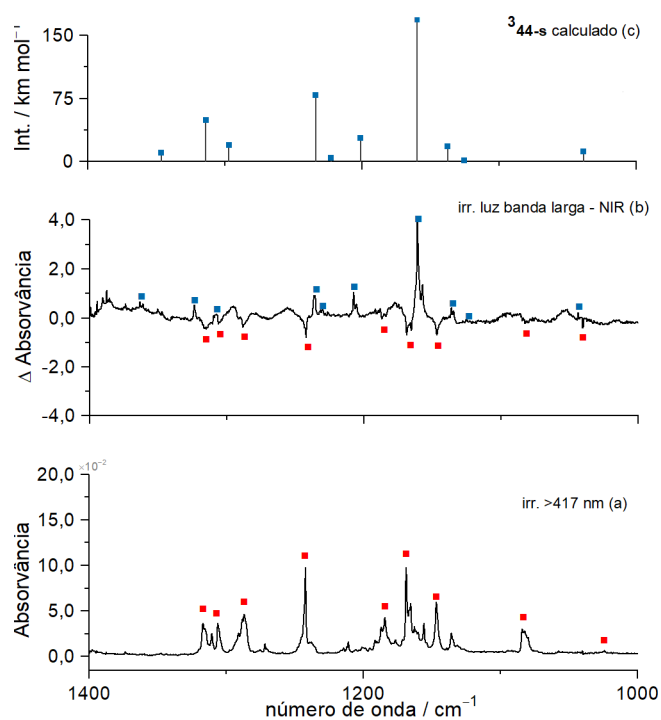 150
³44-s calculado (c)
75
0
Int. / km mol⁻¹
4,0
irr. luz banda larga - NIR (b)
2,0
0,0
-2,0
-4,0
Δ Absorvância
×10⁻²
20,0
irr. >417 nm (a)
10,0
5,0
0,0
Absorvância
1400
1200
1000
número de onda / cm⁻¹